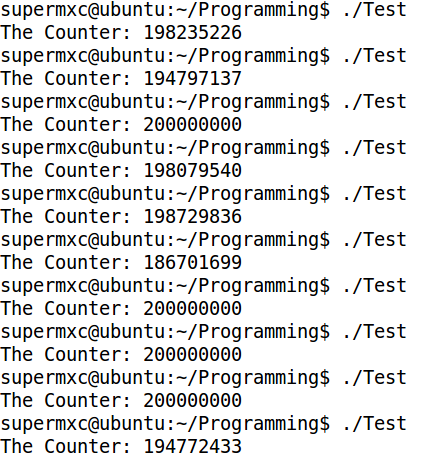 supermxc@ubuntu:~/Programming$ ./Test
The Counter: 198235226
supermxc@ubuntu:~/Programming$ ./Test
The Counter: 194797137
supermxc@ubuntu:~/Programming$ ./Test
The Counter: 200000000
supermxc@ubuntu:~/Programming$ ./Test
The Counter: 198079540
supermxc@ubuntu:~/Programming$ ./Test
The Counter: 198729836
supermxc@ubuntu:~/Programming$ ./Test
The Counter: 186701699
supermxc@ubuntu:~/Programming$ ./Test
The Counter: 200000000
supermxc@ubuntu:~/Programming$ ./Test
The Counter: 200000000
supermxc@ubuntu:~/Programming$ ./Test
The Counter: 200000000
supermxc@ubuntu:~/Programming$ ./Test
The Counter: 194772433